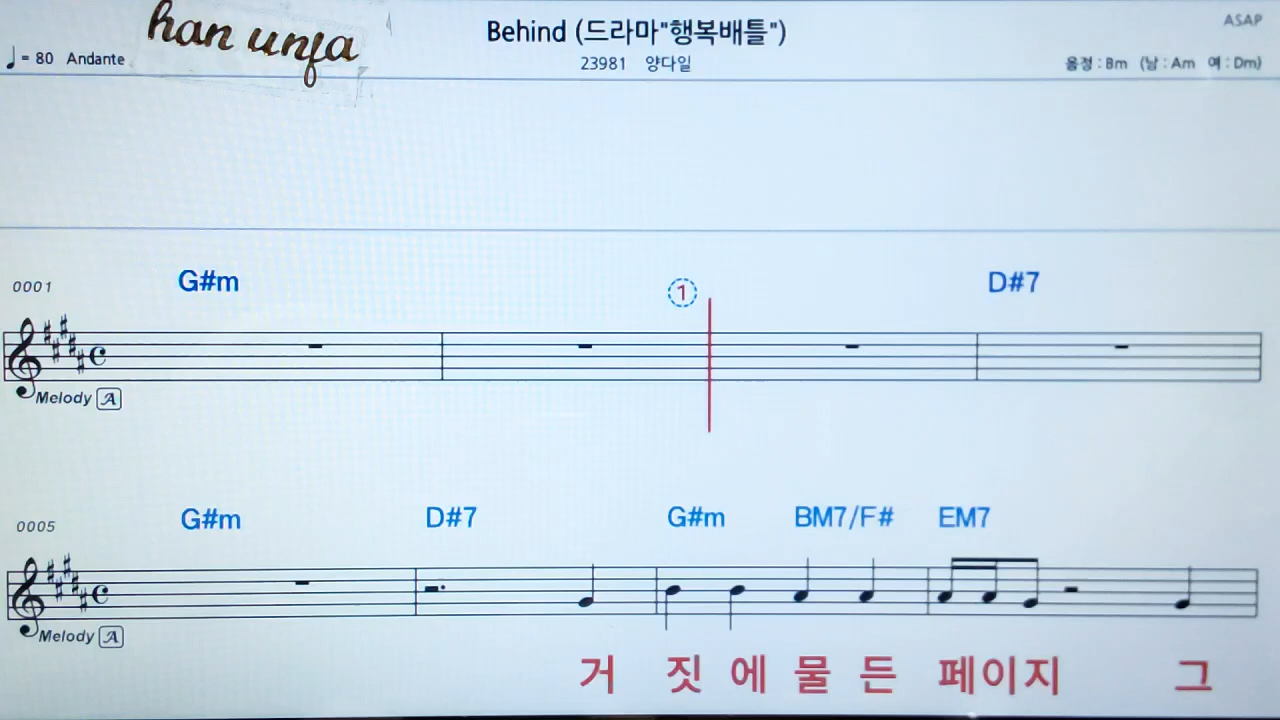 han unja
Behind (드라마"행복배틀")
ASAP
♩= 80 Andante
23981 양다일
음정 : Bm (남 : Am 여 : Dm)
0001 G#m ① D#7
Melody A
0005 G#m D#7 G#m BM7/F# EM7
Melody A
거 짓 에 물 든 페이지 그